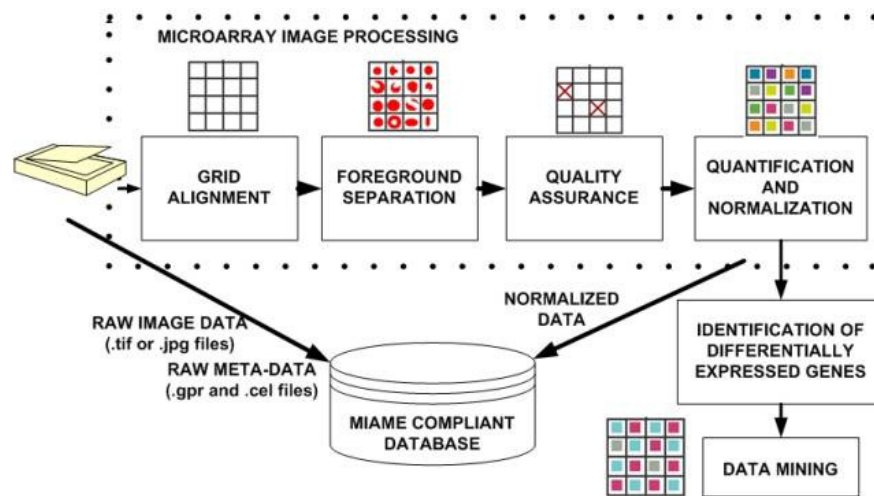 MICROARRAY IMAGE PROCESSING
GRID
ALIGNMENT
FOREGROUND
SEPARATION
QUALITY
ASSURANCE
QUANTIFICATION
AND
NORMALIZATION
RAW IMAGE DATA
(.tif or .jpg files)
RAW META-DATA
(.gpr and .cel files)
NORMALIZED
DATA
MIAME COMPLIANT
DATABASE
IDENTIFICATION OF
DIFFERENTIALLY
EXPRESSED GENES
DATA MINING